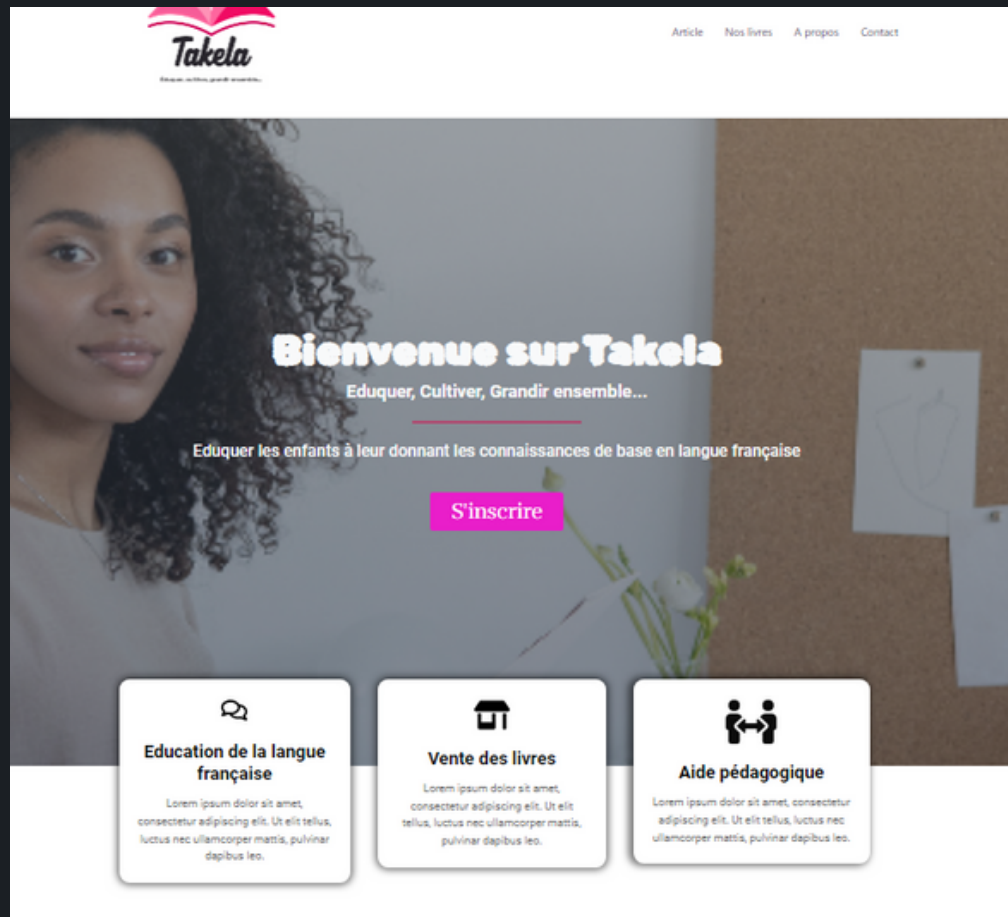 Takela
Eduquer, cultiver, grandir ensemble...
Article Nos livres A propos Contact
Bienvenue sur Takela
Eduquer, Cultiver, Grandir ensemble...
Eduquer les enfants à leur donnant les connaissances de base en langue française
S'inscrire
Education de la langue
française
Lorem ipsum dolor sit amet,
consectetur adipiscing elit. Ut elit tellus,
luctus nec ullamcorper mattis, pulvinar
dapibus leo.
Vente des livres
Lorem ipsum dolor sit amet,
consectetur adipiscing elit. Ut elit
tellus, luctus nec ullamcorper mattis,
pulvinar dapibus leo.
Aide pédagogique
Lorem ipsum dolor sit amet, consectetur
adipiscing elit. Ut elit tellus, luctus nec
ullamcorper mattis, pulvinar dapibus leo.